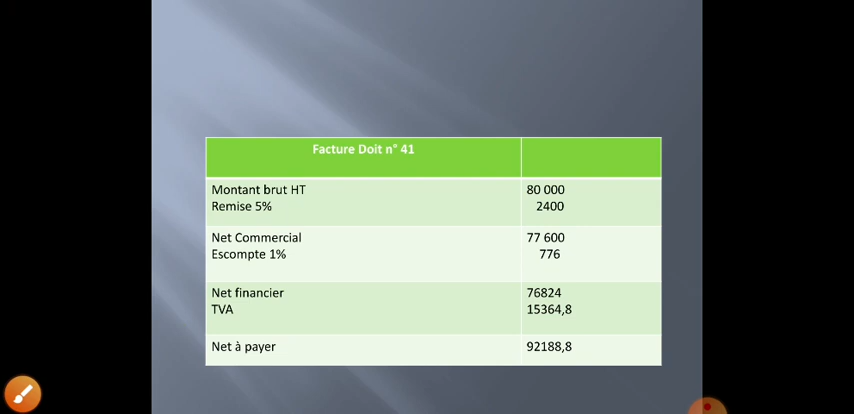 Facture Doit n° 41
Montant brut HT 80 000
Remise 5% 2400
Net Commercial 77 600
Escompte 1% 776
Net financier 76824
TVA 15364,8
Net à payer 92188,8